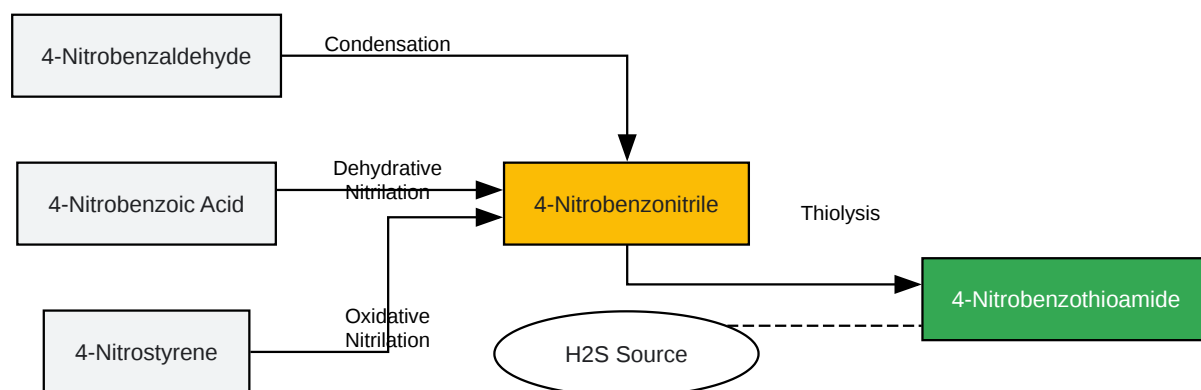 4-Nitrobenzaldehyde
Condensation
4-Nitrobenzoic Acid
Dehydrative
Nitrilation
4-Nitrobenzonitrile
Thiolysis
4-Nitrobenzothioamide
4-Nitrostyrene
Oxidative
Nitrilation
H2S Source